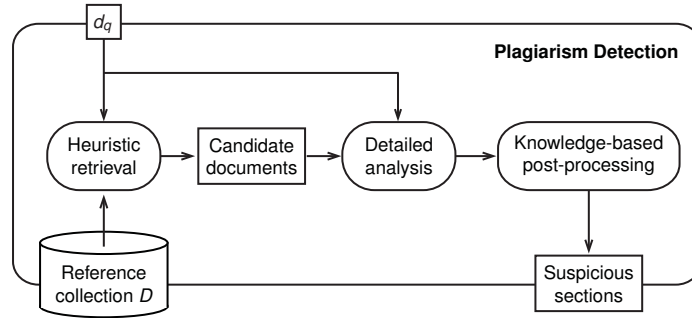 d_q
Plagiarism Detection
Heuristic
retrieval
Candidate
documents
Detailed
analysis
Knowledge-based
post-processing
Reference
collection D
Suspicious
sections